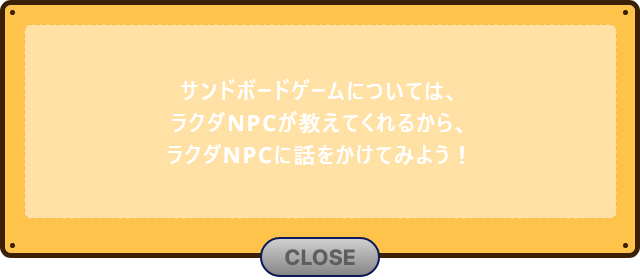 サンドボードゲームについては、
ラクダNPCが教えてくれるから、
ラクダNPCに話をかけてみよう！
CLOSE